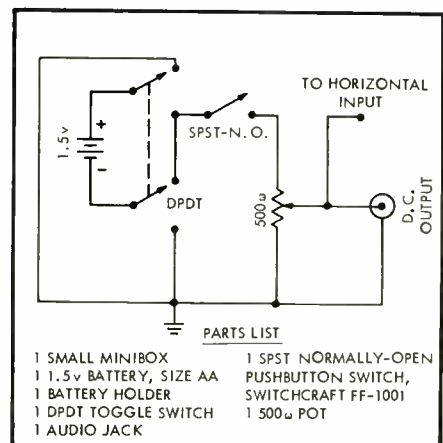 TO HORIZONTAL
INPUT
+
1.5v
-
SPST-N.O.
DPDT
500ω
D.C.
OUTPUT
PARTS LIST
1 SMALL MINIBOX
1 1.5v BATTERY, SIZE AA
1 BATTERY HOLDER
1 DPDT TOGGLE SWITCH
1 AUDIO JACK
1 SPST NORMALLY-OPEN
PUSHBUTTON SWITCH,
SWITCHCRAFT FF-1001
1 500ω POT